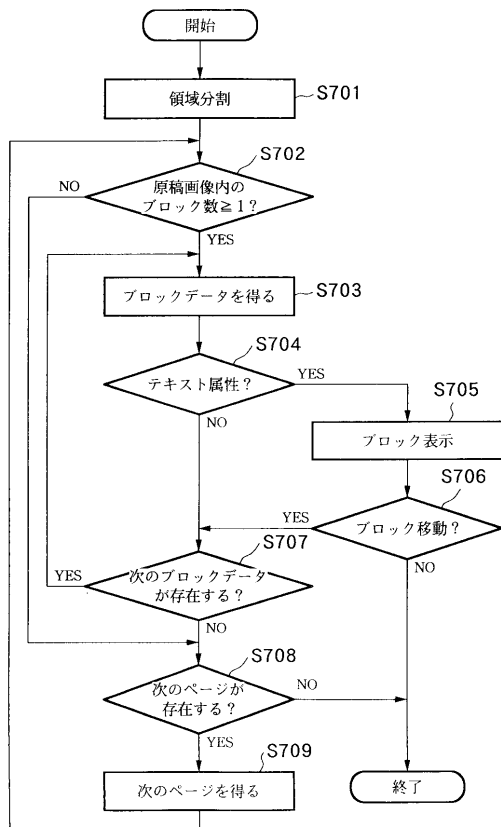 開始
領域分割
S701
S702
原稿画像内の
ブロック数≧1?
NO
YES
ブロックデータを得る
S703
S704
テキスト属性?
YES
NO
S705
ブロック表示
S706
ブロック移動?
YES
NO
S707
次のブロックデータ
が存在する?
YES
NO
S708
次のページが
存在する?
NO
YES
S709
次のページを得る
終了